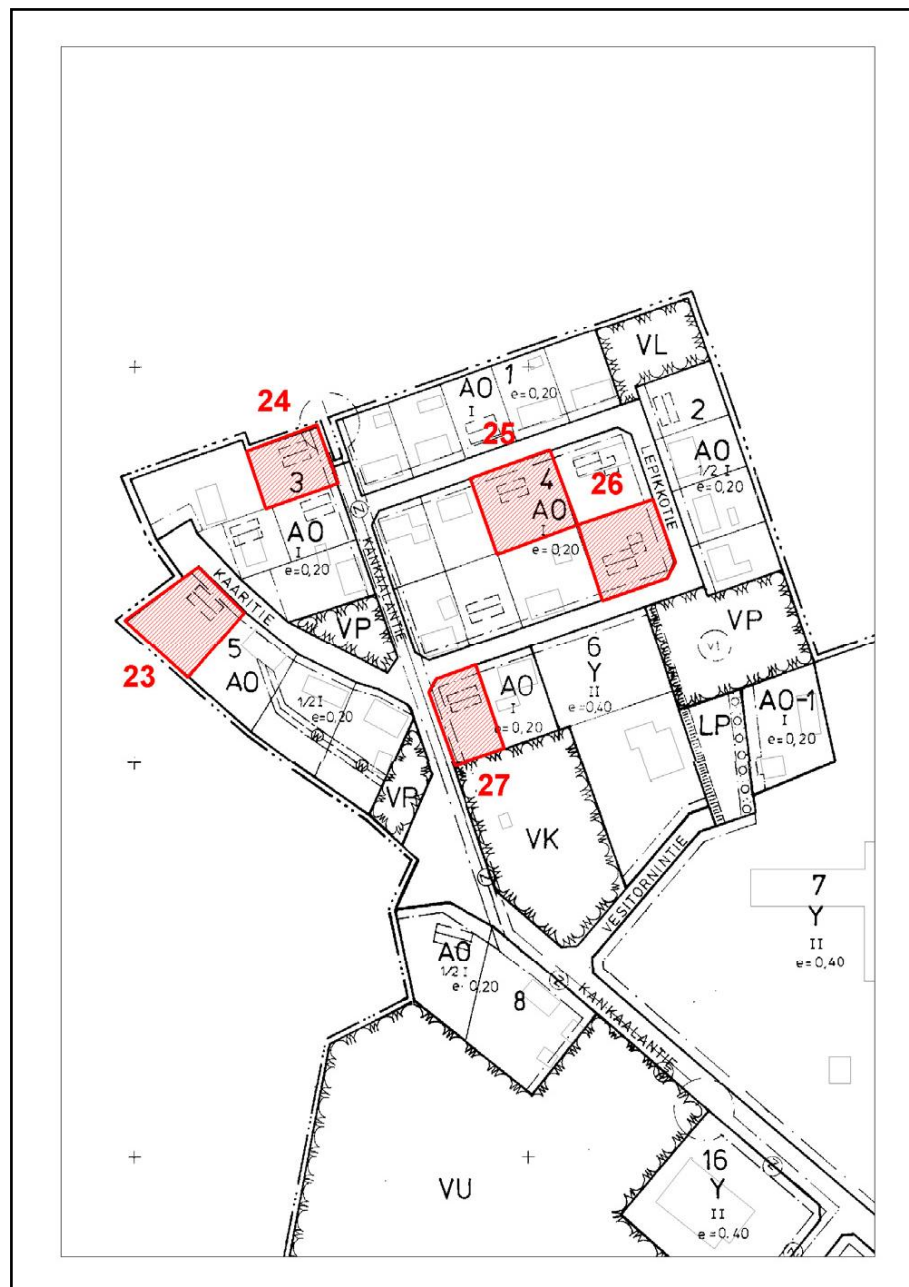 VL
1
AO
I
e=0,20
24
2
AO
1/2 I
e=0,20
25
3
4
26
AO
I
e=0,20
AO
I
e=0,20
LEPIKKOTIE
2
KANKAALANTIE
KAARITIE
VP
VP
vt
23
5
AO
1/2 I
e=0,20
6
Y
II
e=0,40
AO
I
e=0,20
LP
AO-1
I
e=0,20
27
VP
VK
VESITORNINTIE
7
Y
II
e=0,40
AO
1/2 I
e=0,20
8
KANKAALANTIE
VU
16
Y
II
e=0,40